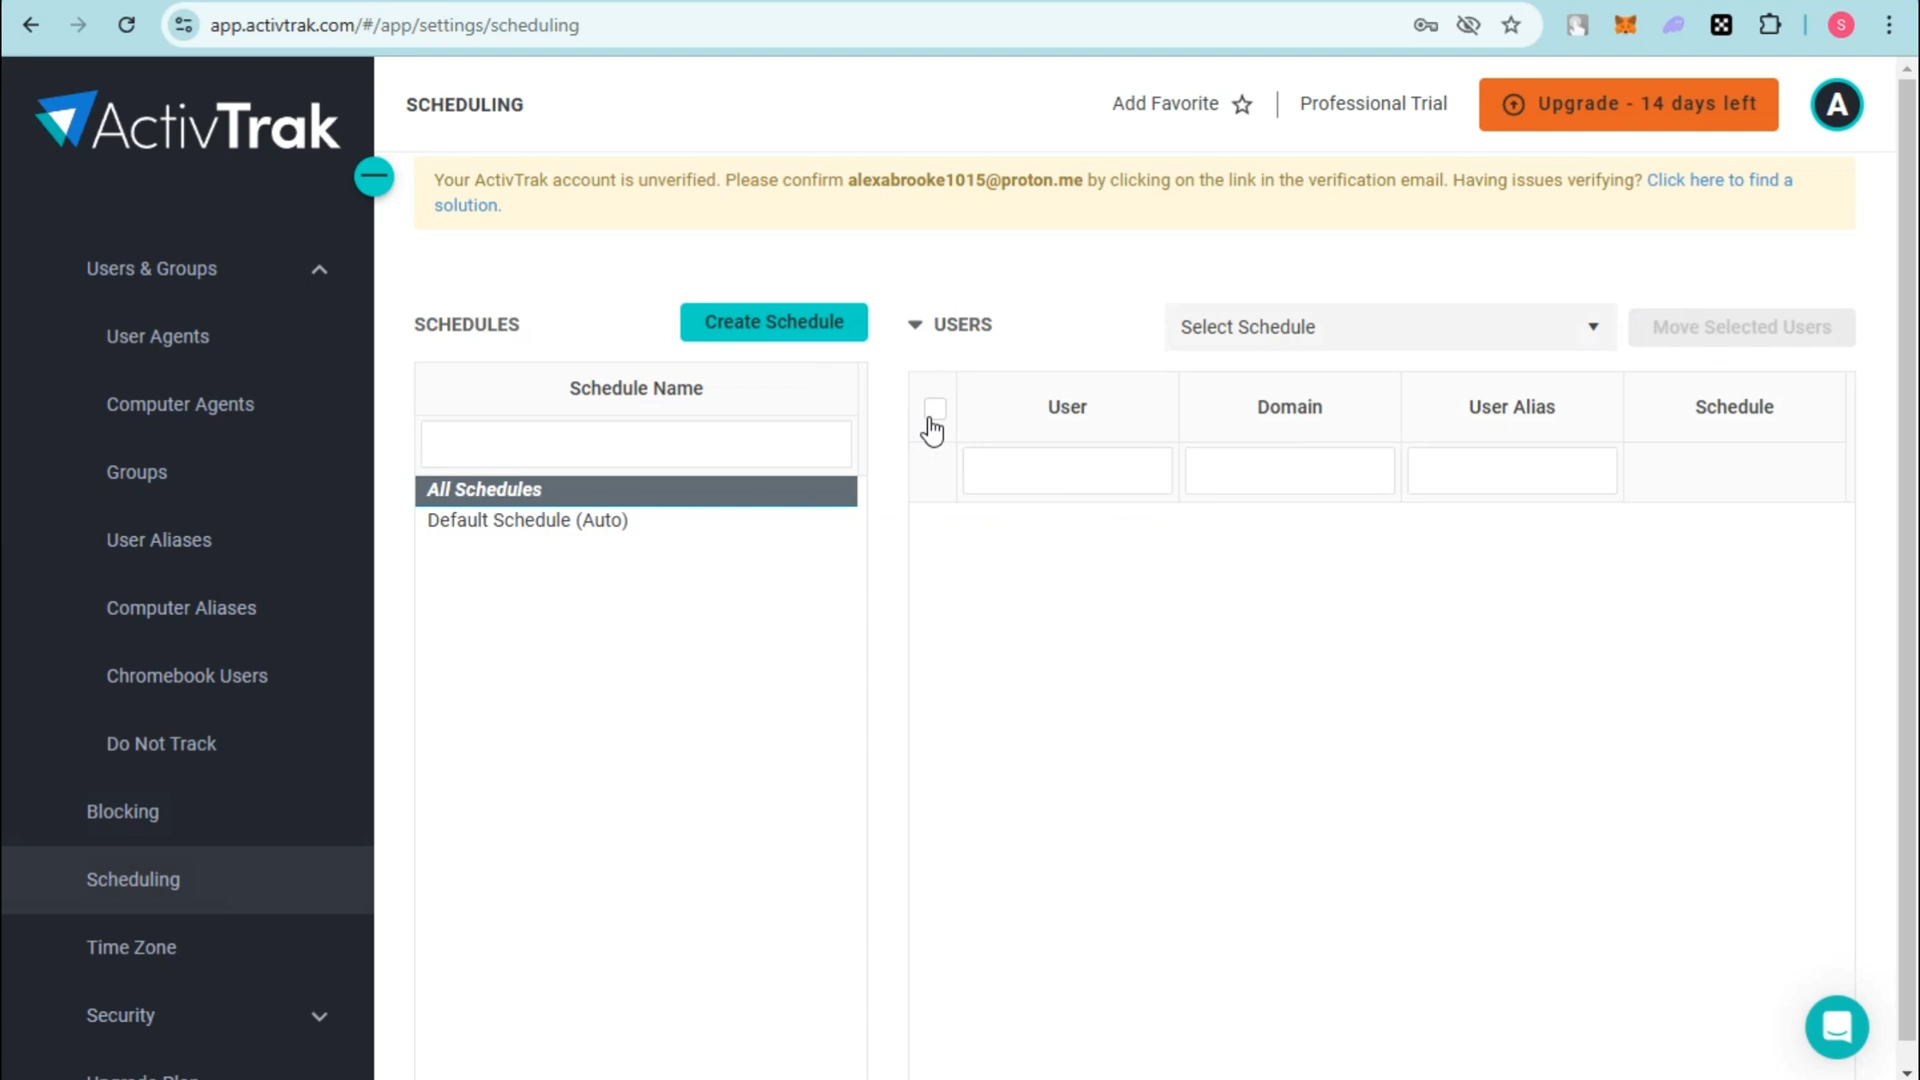 app.activtrak.com/#/app/settings/scheduling
S
ActivTrak
SCHEDULING
Add Favorite
Professional Trial
Upgrade - 14 days left
A
Your ActivTrak account is unverified. Please confirm alexabrooke1015@proton.me by clicking on the link in the verification email. Having issues verifying? Click here to find a
solution.
Users & Groups
User Agents
Computer Agents
Groups
User Aliases
Computer Aliases
Chromebook Users
Do Not Track
Blocking
Scheduling
Time Zone
Security
Upgrade Plan
SCHEDULES
Create Schedule
Schedule Name
All Schedules
Default Schedule (Auto)
USERS
Select Schedule
Move Selected Users
User
Domain
User Alias
Schedule